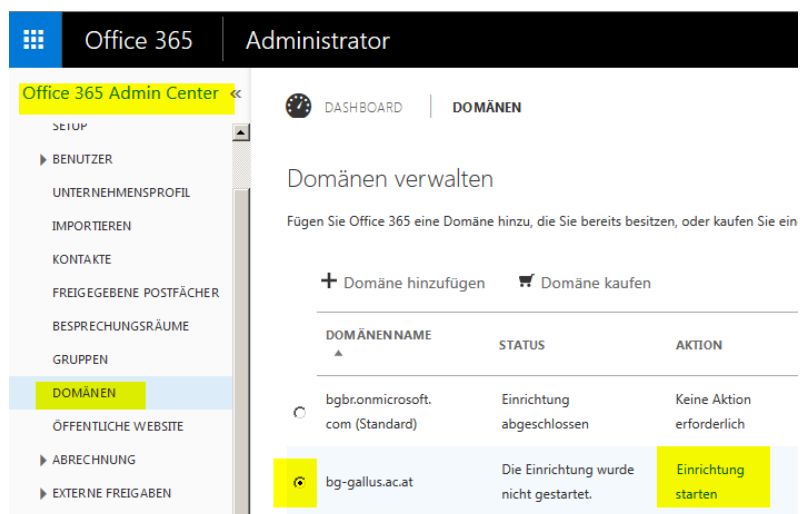 Office 365 Administrator
Office 365 Admin Center «
SETUP
BENUTZER
UNTERNEHMENSPROFIL
IMPORTIEREN
KONTAKTE
FREIGEGEBENE POSTFÄCHER
BESPRECHUNGSRÄUME
GRUPPEN
DOMÄNEN
ÖFFENTLICHE WEBSITE
ABRECHNUNG
EXTERNE FREIGABEN
DASHBOARD DOMÄNEN
Domänen verwalten
Fügen Sie Office 365 eine Domäne hinzu, die Sie bereits besitzen, oder kaufen Sie ein
Domäne hinzufügen Domäne kaufen
DOMÄNENNAME STATUS AKTION
bgbr.onmicrosoft. Einrichtung Keine Aktion
com (Standard) abgeschlossen erforderlich
bg-gallus.ac.at Die Einrichtung wurde Einrichtung
nicht gestartet. starten